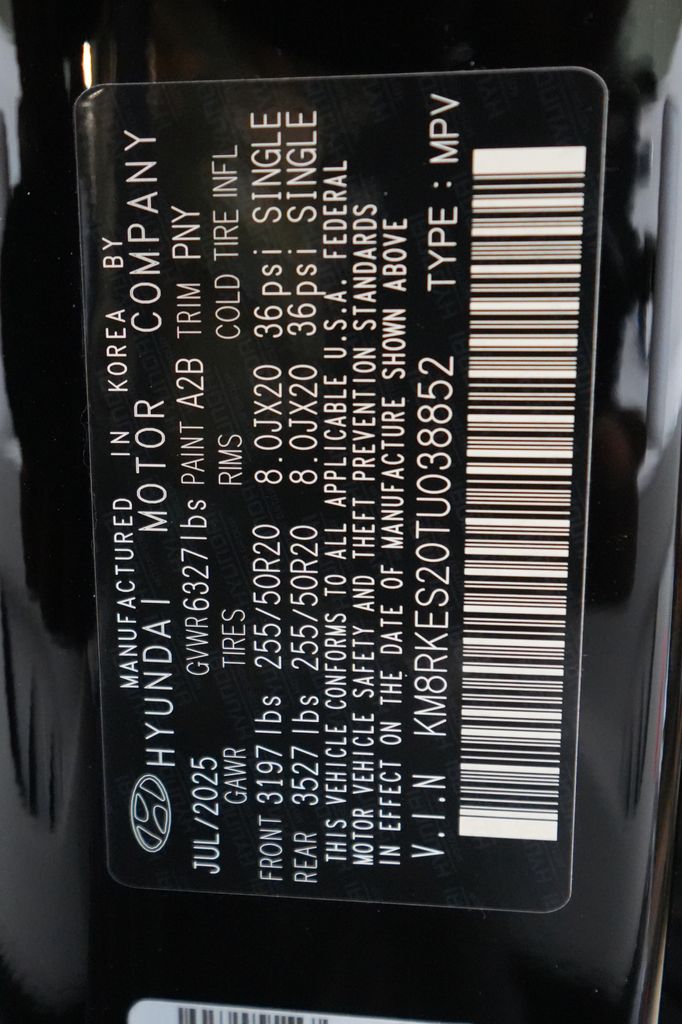 MANUFACTURED IN KOREA BY
HYUNDAI MOTOR COMPANY
JUL/2025 GVWR6327lbs PAINT A2B TRIM PNY
GAWR TIRES RIMS COLD TIRE INFL
FRONT 3197 lbs 255/50R20 8.0JX20 36psi SINGLE
REAR 3527 lbs 255/50R20 8.0JX20 36psi SINGLE
THIS VEHICLE CONFORMS TO ALL APPLICABLE U.S.A. FEDERAL
MOTOR VEHICLE SAFETY AND THEFT PREVENTION STANDARDS
IN EFFECT ON THE DATE OF MANUFACTURE SHOWN ABOVE
V.I.N KM8RKES20TU038852 TYPE : MPV